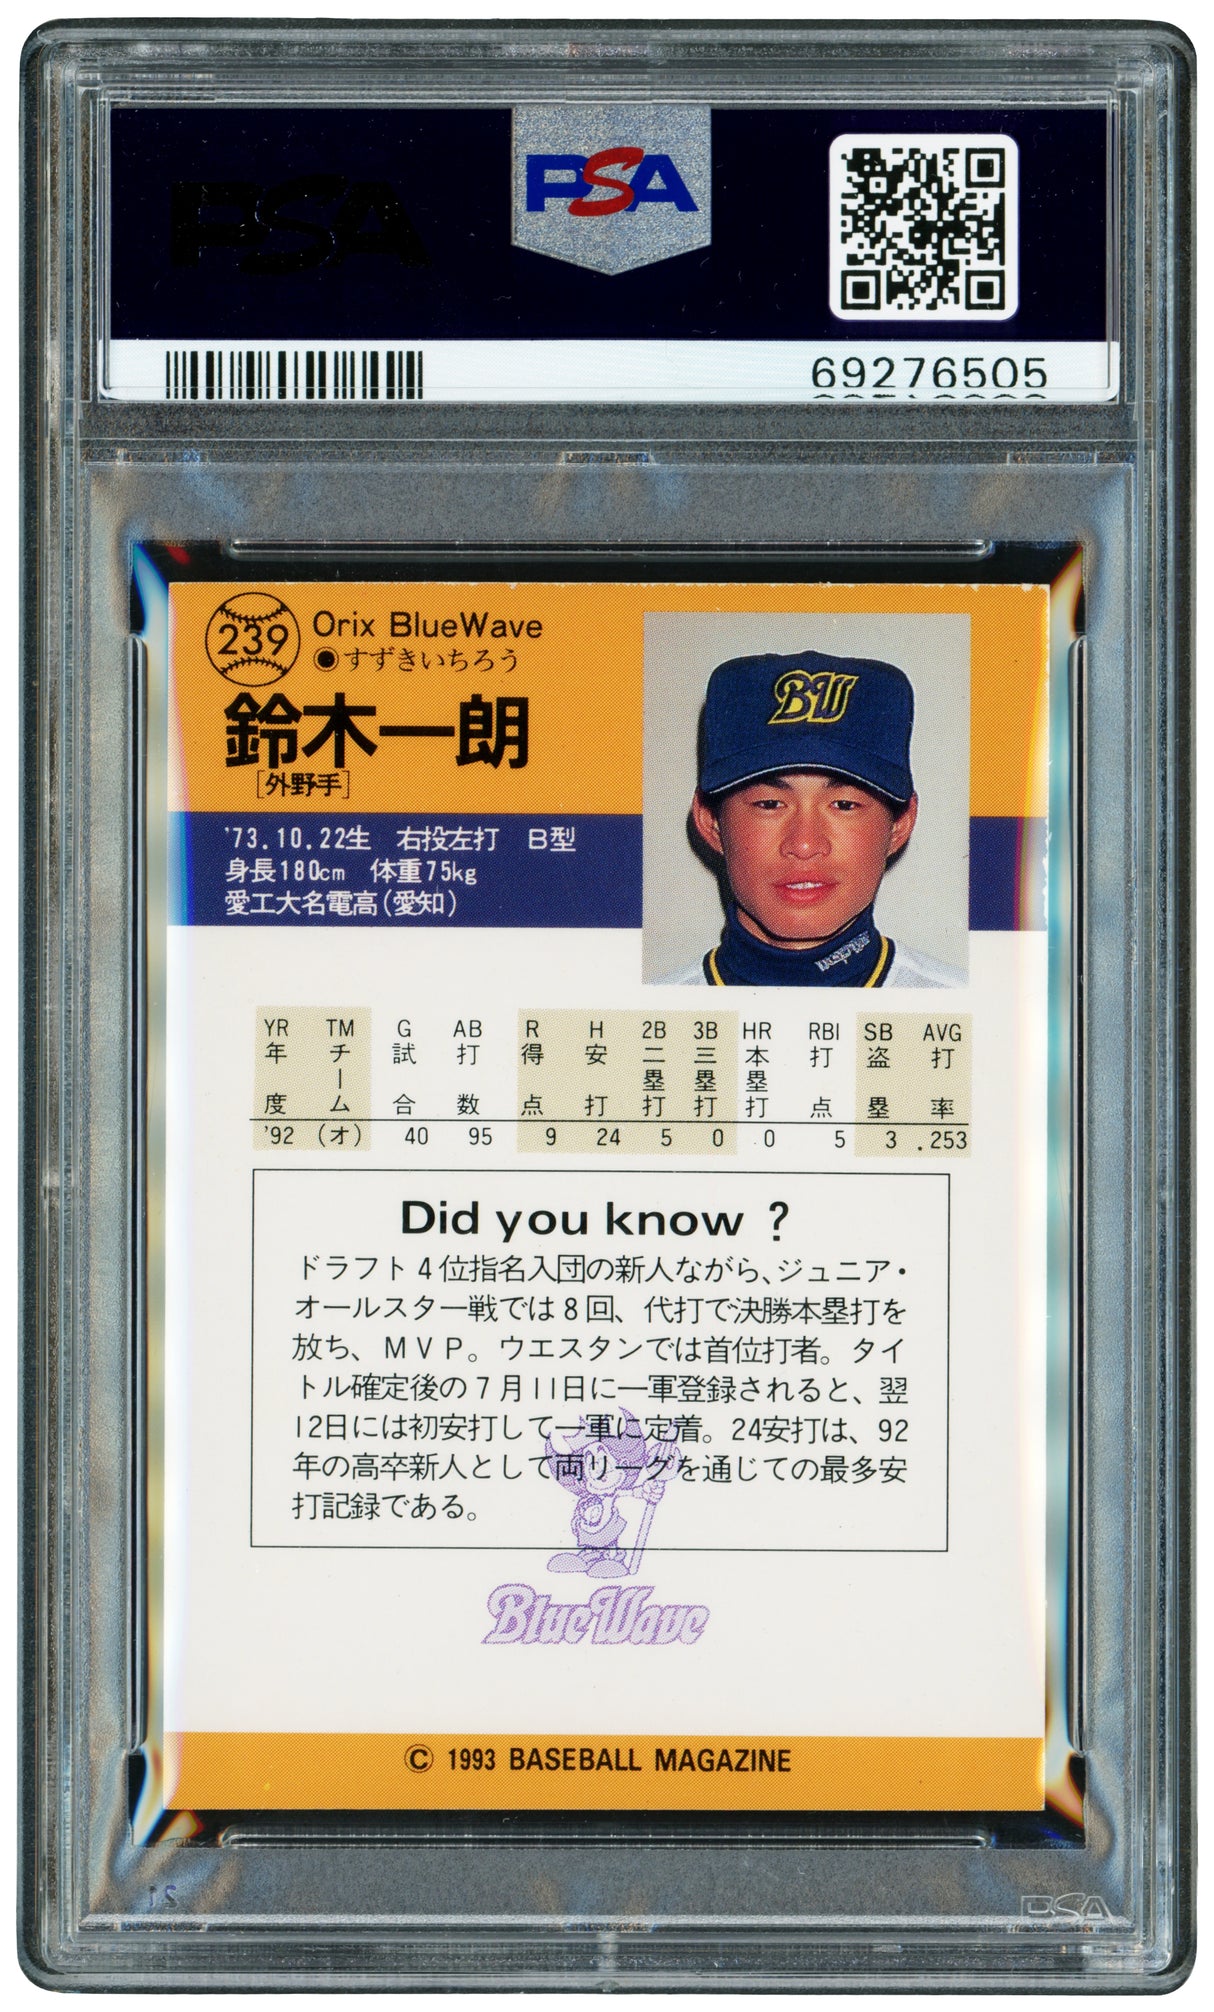 PSA
PSA
69276505
239
Orix BlueWave
◉すずきいちろう
鈴木一朗
[外野手]
'73.10.22生 右投左打 B型
身長180cm 体重75kg
愛工大名電高(愛知)
BW
YR TM G AB R H 2B 3B HR RBI SB AVG
年度 チーム 試合 打数 得点 安打 二塁打 三塁打 本塁打 打点 盗塁 打率
'92 (オ) 40 95 9 24 5 0 0 5 3 .253
Did you know ?
ドラフト4位指名入団の新人ながら、ジュニア・
オールスター戦では8回、代打で決勝本塁打を
放ち、MVP。ウエスタンでは首位打者。タイ
トル確定後の7月11日に一軍登録されると、翌
12日には初安打して一軍に定着。24安打は、92
年の高卒新人として両リーグを通じての最多安
打記録である。
BlueWave
© 1993 BASEBALL MAGAZINE
PSA